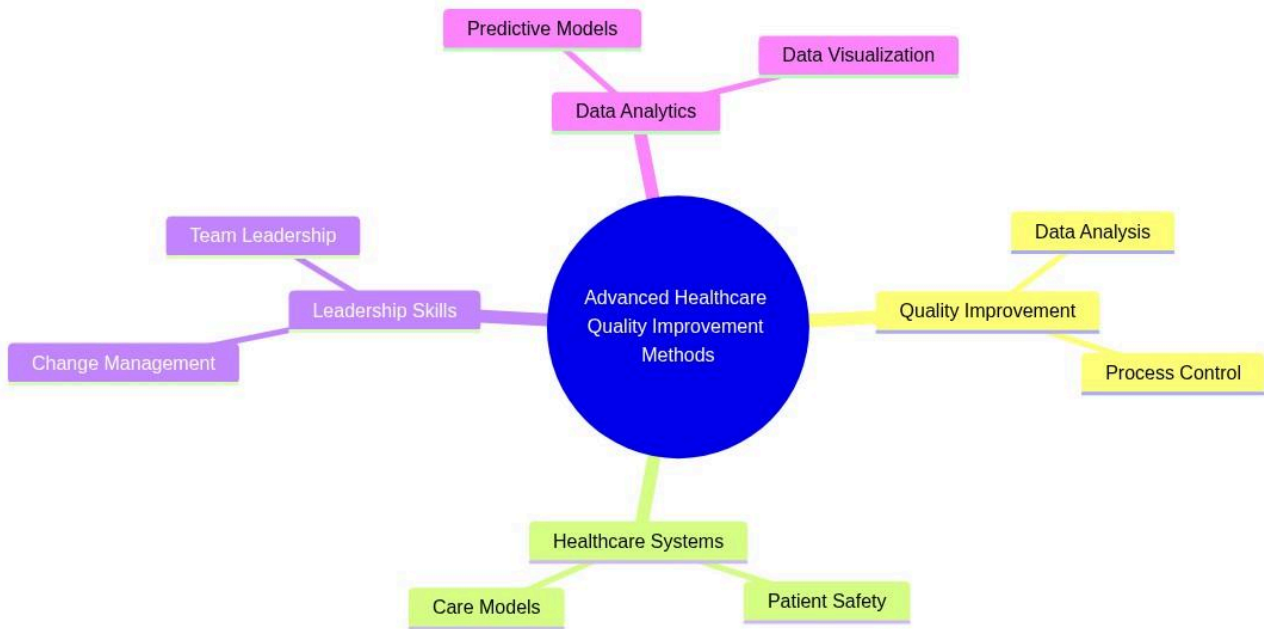 Predictive Models
Data Visualization
Data Analytics
Team Leadership
Data Analysis
Leadership Skills
Advanced Healthcare
Quality Improvement
Methods
Quality Improvement
Change Management
Process Control
Healthcare Systems
Care Models
Patient Safety